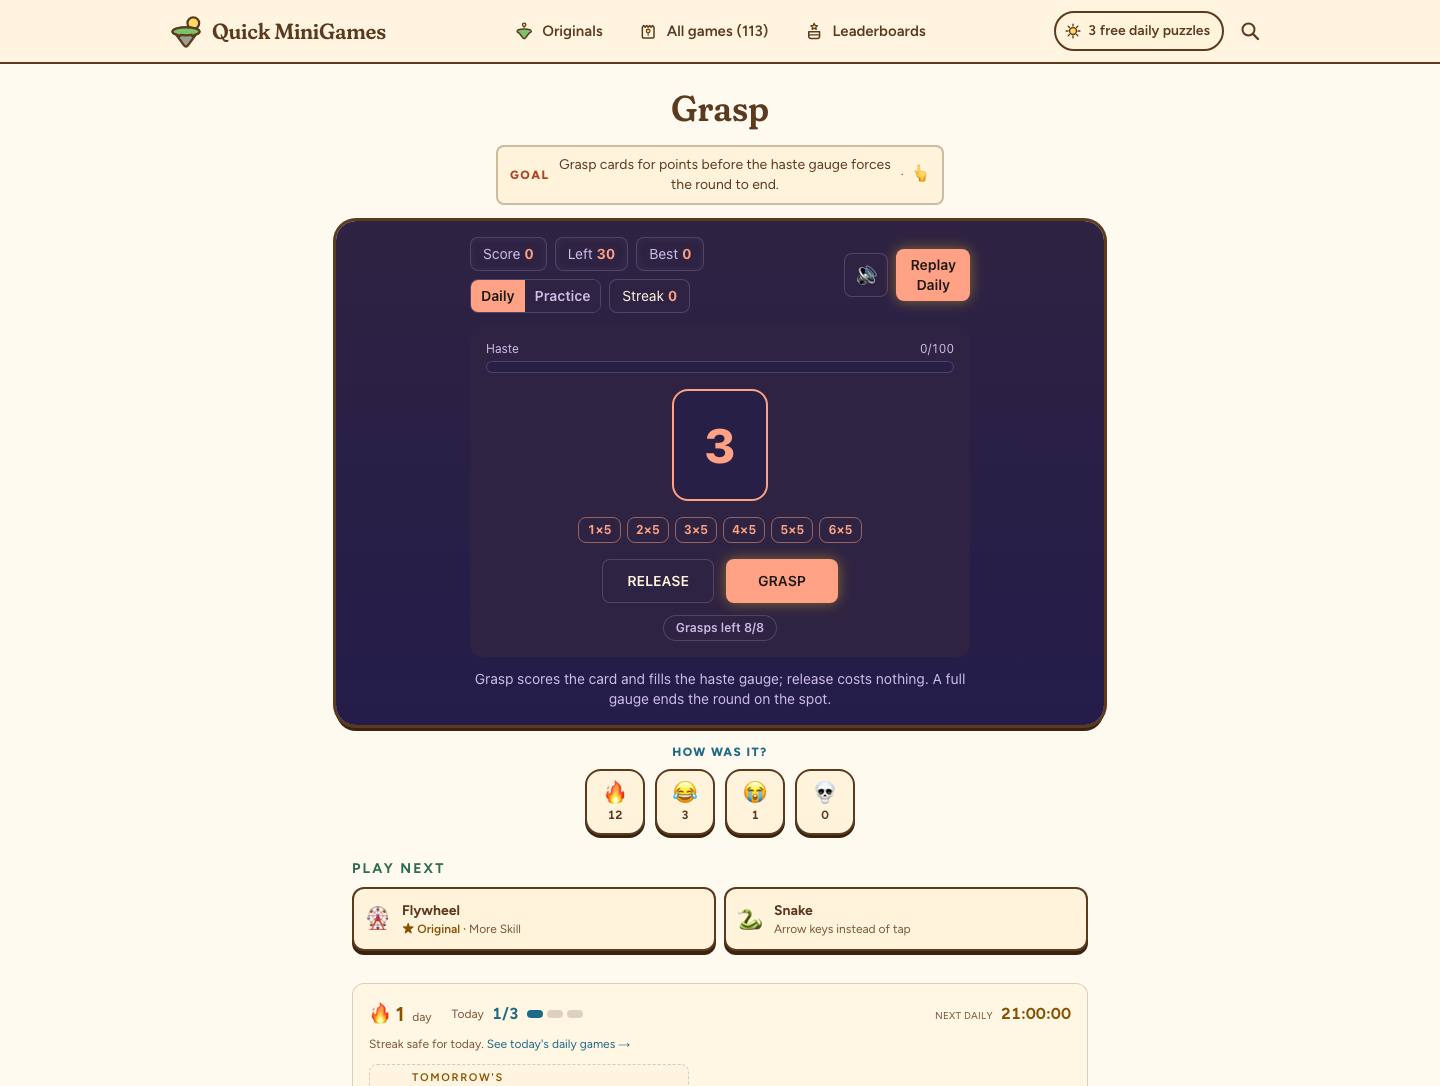 Quick MiniGames
Originals
All games (113)
Leaderboards
3 free daily puzzles
Grasp
GOAL
Grasp cards for points before the haste gauge forces
the round to end.
·
Score 0
Left 30
Best 0
Daily
Practice
Streak 0
Replay
Daily
Haste
0/100
3
1×5
2×5
3×5
4×5
5×5
6×5
RELEASE
GRASP
Grasps left 8/8
Grasp scores the card and fills the haste gauge; release costs nothing. A full
gauge ends the round on the spot.
HOW WAS IT?
12
3
1
0
PLAY NEXT
Flywheel
Original · More Skill
Snake
Arrow keys instead of tap
1 day
Today 1/3
NEXT DAILY 21:00:00
Streak safe for today. See today's daily games →
TOMORROW'S